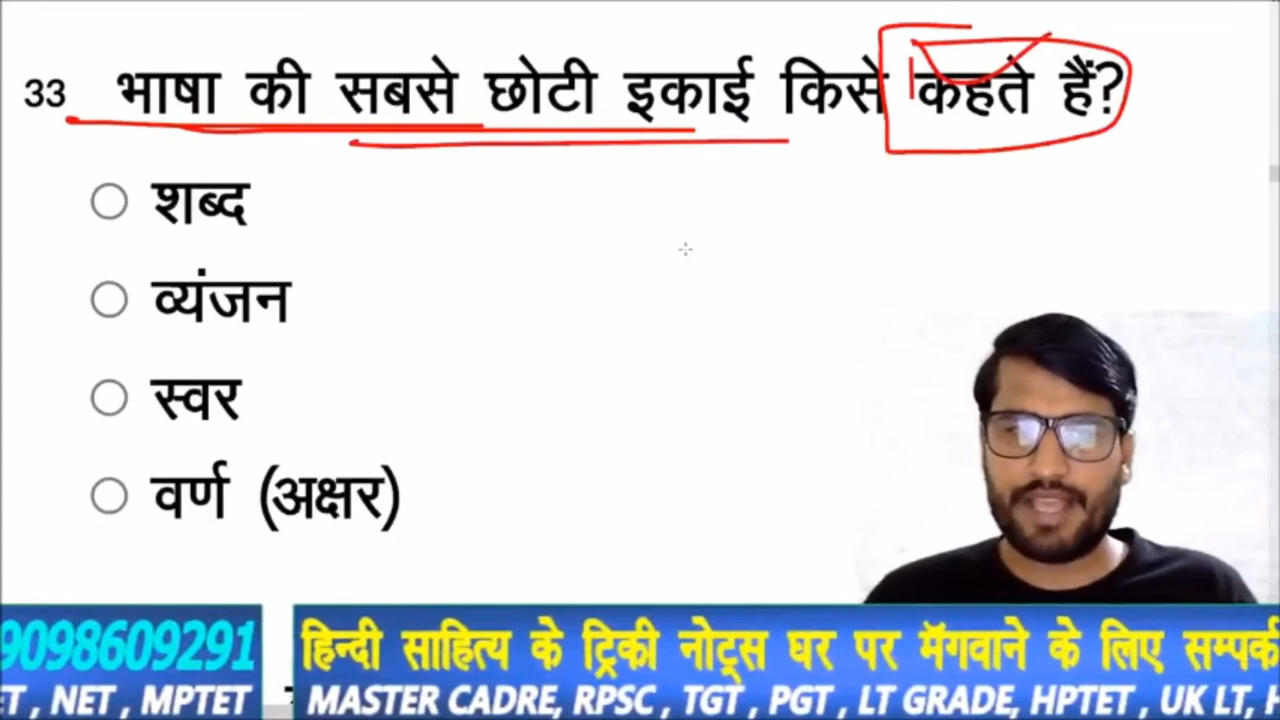 33 भाषा की सबसे छोटी इकाई किसे कहते हैं?
शब्द
व्यंजन
स्वर
वर्ण (अक्षर)
9098609291 हिन्दी साहित्य के ट्रिकी नोट्स घर पर मॅगवाने के लिए सम्पर्क
, NET , MPTET MASTER CADRE, RPSC , TGT , PGT , LT GRADE, HPTET , UK LT,